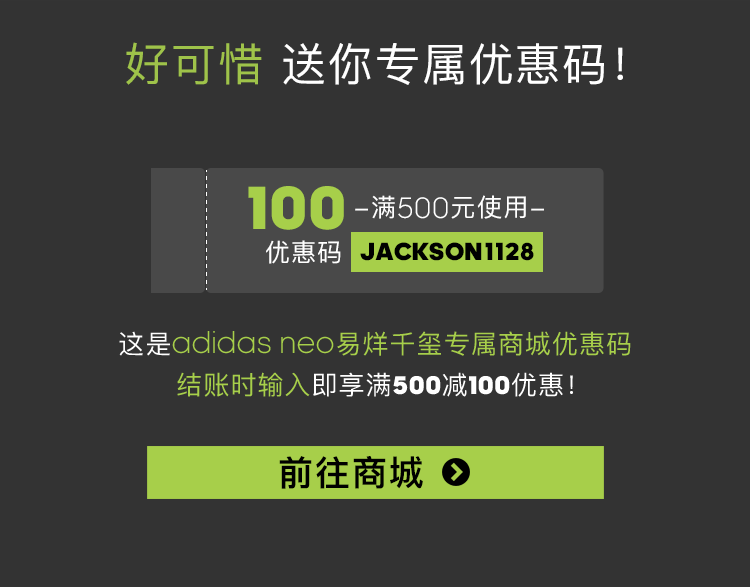 好可惜 送你专属优惠码！
100 –满500元使用–
优惠码 JACKSON1128
这是adidas neo易烊千玺专属商城优惠码
结账时输入即享满500减100优惠！
前往商城